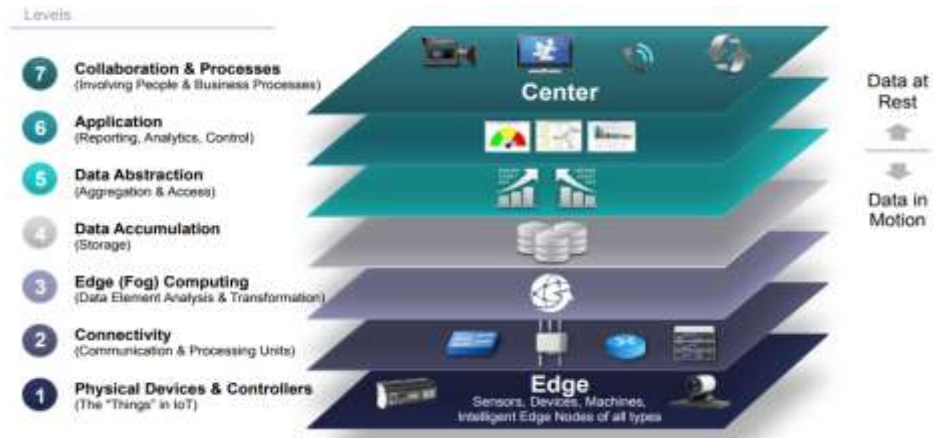 Levels
7
Collaboration & Processes
(Involving People & Business Processes)
6
Application
(Reporting, Analytics, Control)
5
Data Abstraction
(Aggregation & Access)
4
Data Accumulation
(Storage)
3
Edge (Fog) Computing
(Data Element Analysis & Transformation)
2
Connectivity
(Communication & Processing Units)
1
Physical Devices & Controllers
(The "Things" in IoT)
Center
Edge
Sensors, Devices, Machines,
Intelligent Edge Nodes of all types
Data at
Rest
Data in
Motion